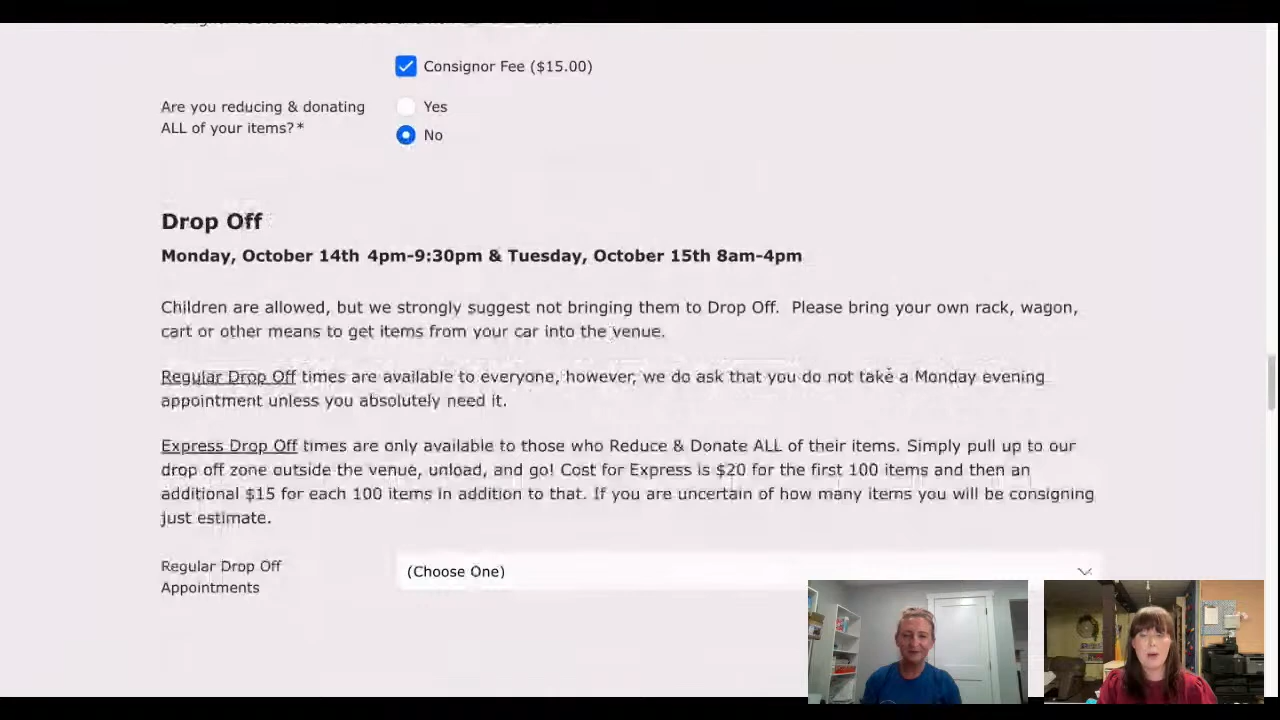 Consignor Fee ($15.00)
Are you reducing & donating
ALL of your items?*
Yes
No
Drop Off
Monday, October 14th 4pm-9:30pm & Tuesday, October 15th 8am-4pm
Children are allowed, but we strongly suggest not bringing them to Drop Off.  Please bring your own rack, wagon,
cart or other means to get items from your car into the venue.
Regular Drop Off times are available to everyone, however, we do ask that you do not take a Monday evening
appointment unless you absolutely need it.
Express Drop Off times are only available to those who Reduce & Donate ALL of their items. Simply pull up to our
drop off zone outside the venue, unload, and go! Cost for Express is $20 for the first 100 items and then an
additional $15 for each 100 items in addition to that. If you are uncertain of how many items you will be consigning
just estimate.
Regular Drop Off
Appointments
(Choose One)